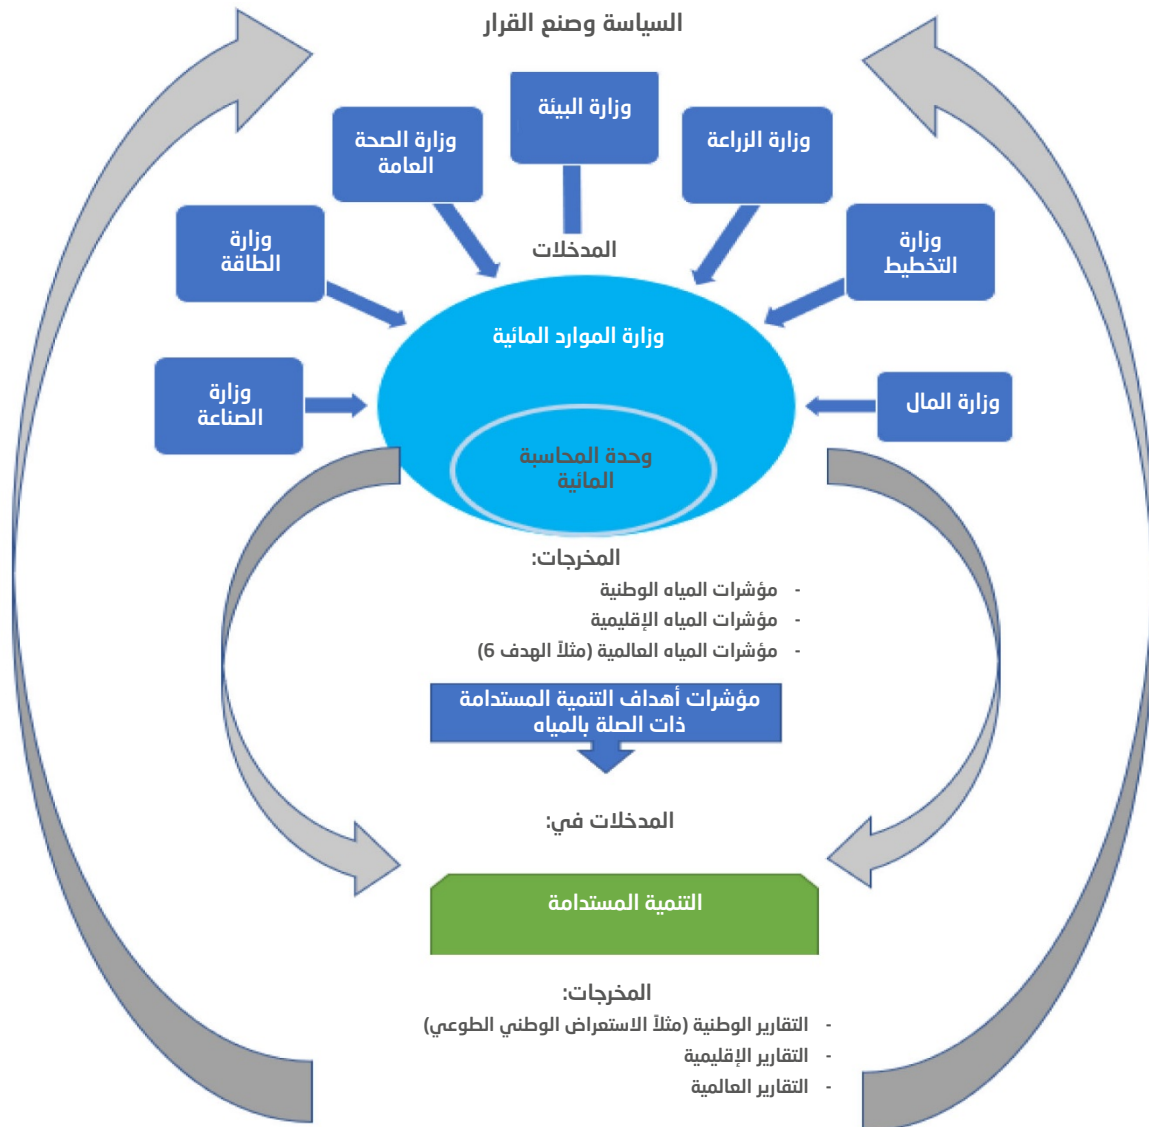 السياسة وصنع القرار
وزارة البيئة
وزارة الزراعة
وزارة الصحة
العامة
وزارة
التخطيط
وزارة
الطاقة
المدخلات
وزارة الموارد المائية
وزارة المال
وزارة
الصناعة
وحدة المحاسبة
المائية
المخرجات:
- مؤشرات المياه الوطنية
- مؤشرات المياه الإقليمية
- مؤشرات المياه العالمية (مثلاً الهدف 6)
مؤشرات أهداف التنمية المستدامة
ذات الصلة بالمياه
المدخلات في:
التنمية المستدامة
المخرجات:
- التقارير الوطنية (مثلاً الاستعراض الوطني الطوعي)
- التقارير الإقليمية
- التقارير العالمية